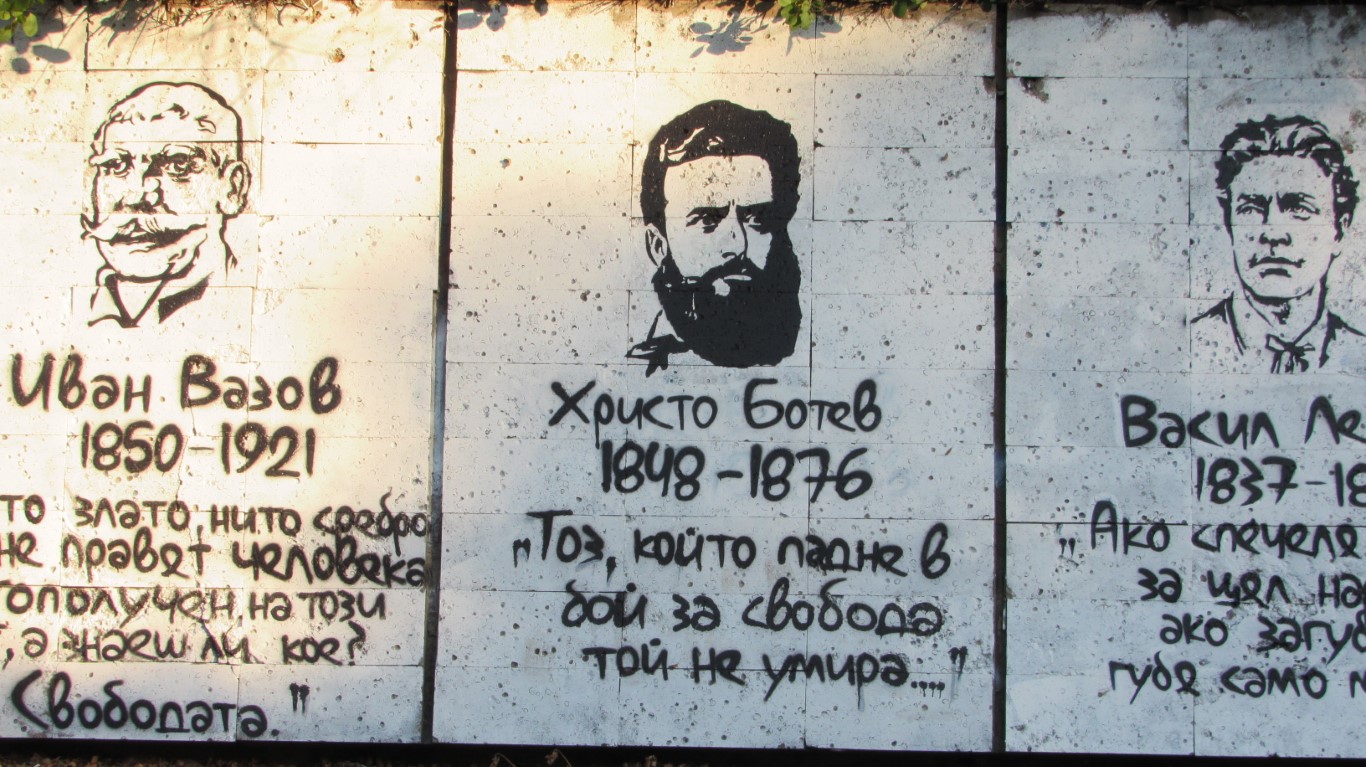 Иван Вазов
1850-1921
то злато, нито сребро
не правят человека
гополучен, на този
, а знаеш ли кое?
Свободата."
Христо Ботев
1848-1876
„Тоз, който падне в
бой за свобода
той не умира...."
Васил Ле
1837-18
„Ако спечеля
за цял на
ако загуб
губя само м